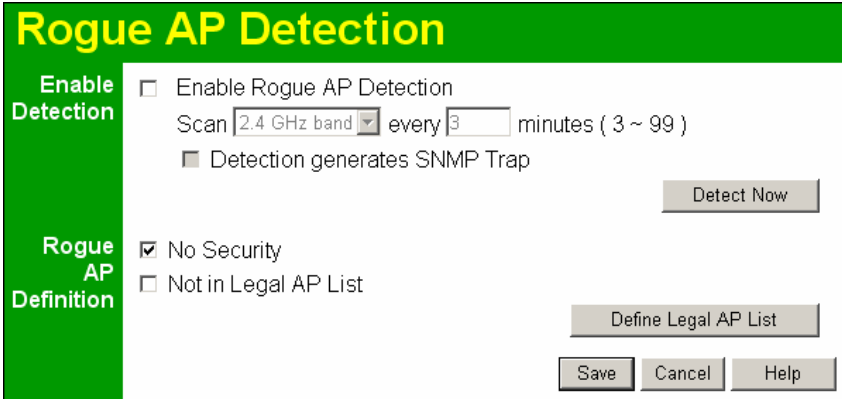 Rogue AP Detection
Enable Detection
Enable Rogue AP Detection
Scan 2.4 GHz band every 3 minutes ( 3 ~ 99 )
Detection generates SNMP Trap
Detect Now
Rogue AP Definition
No Security
Not in Legal AP List
Define Legal AP List
Save Cancel Help